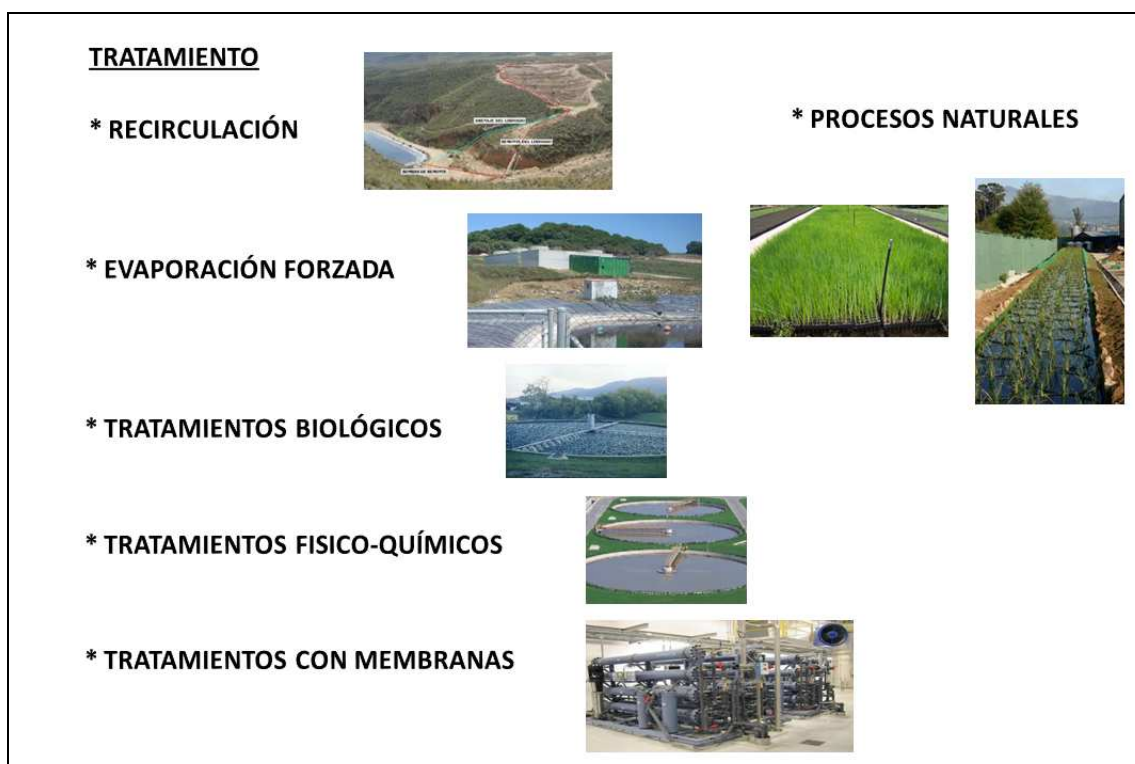 TRATAMIENTO
* RECIRCULACIÓN
* PROCESOS NATURALES
* EVAPORACIÓN FORZADA
* TRATAMIENTOS BIOLÓGICOS
* TRATAMIENTOS FISICO-QUÍMICOS
* TRATAMIENTOS CON MEMBRANAS